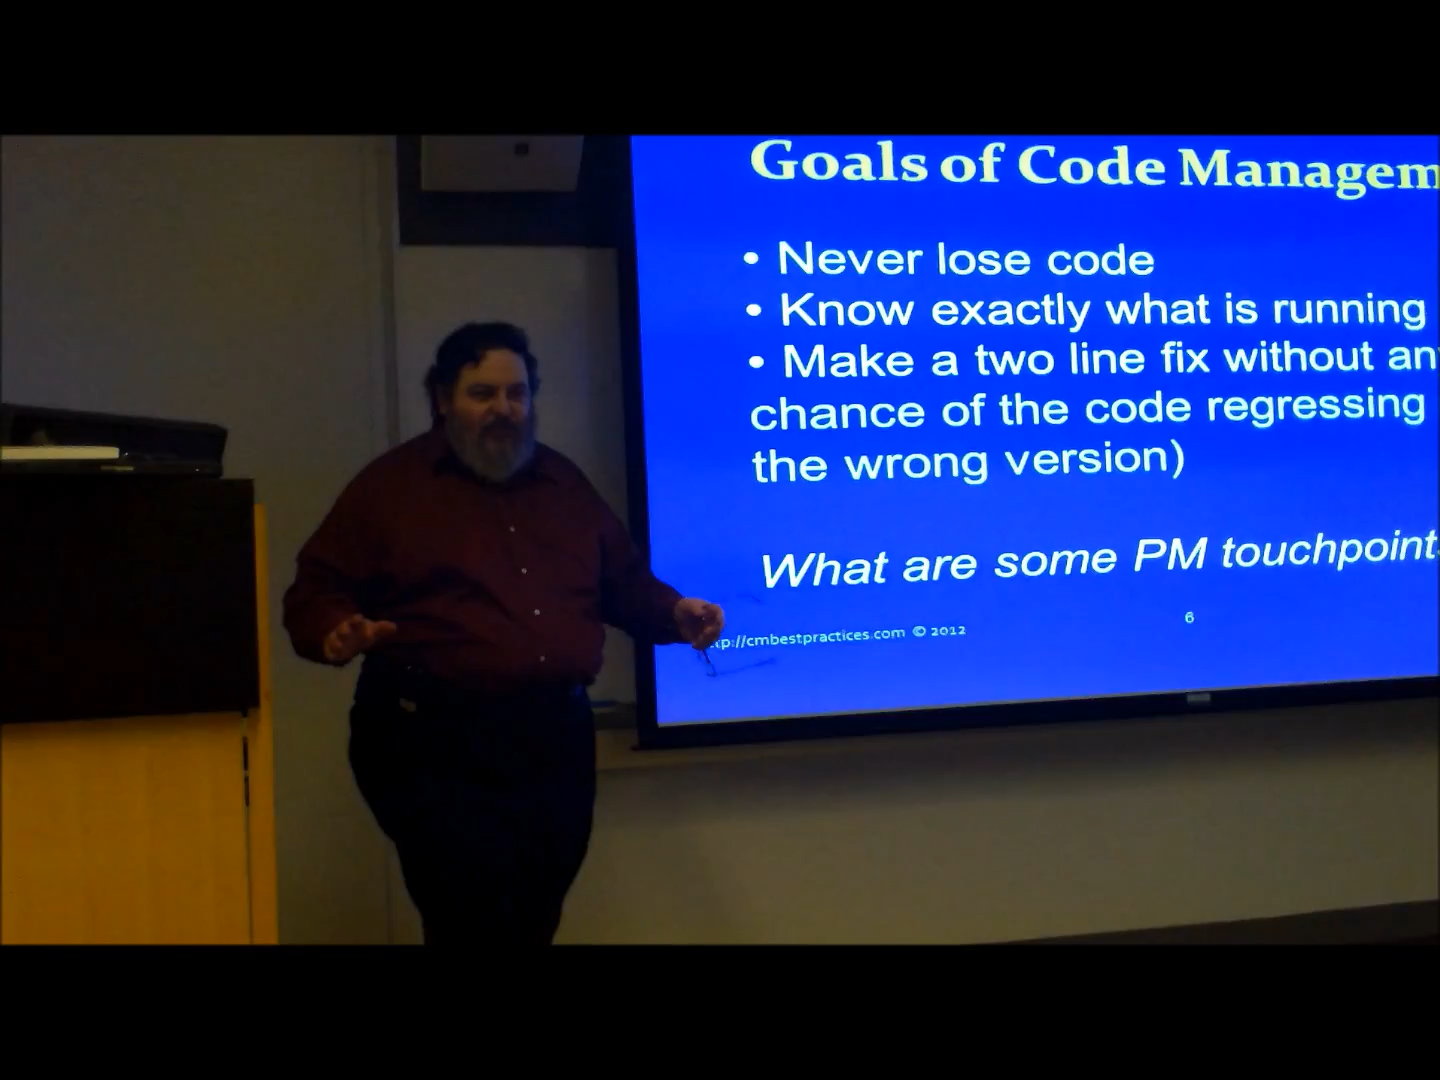 Goals of Code Managem
• Never lose code
• Know exactly what is running
• Make a two line fix without an
chance of the code regressing
the wrong version)
What are some PM touchpoint
tp://cmbestpractices.com © 2012
6